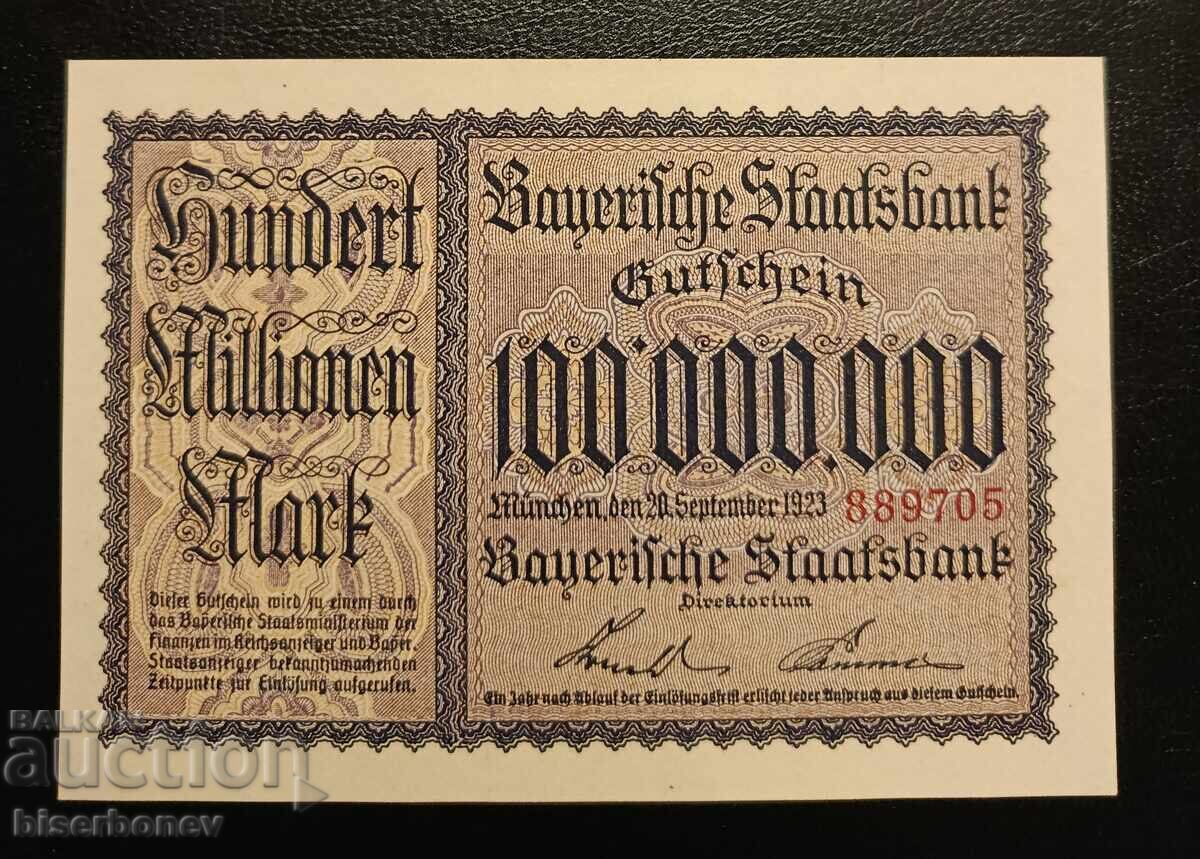 Hundert
Millionen
Mark
Dieser Gutschein wird zu einem durch
das Bayerische Staatsministerium der
Finanzen im Reichsanzeiger und Bayer.
Staatsanzeiger bekanntzumachenden
Zeitpunkte zur Einlösung aufgerufen.
Bayerische Staatsbank
Gutschein
100.000.000
München, den 20. September 1923 889705
Bayerische Staatsbank
Direktorium
Ein Jahr nach Ablauf der Einlösungsfrist erlischt jeder Anspruch aus diesem Gutschein.
BALKAN
auction
biserbonev